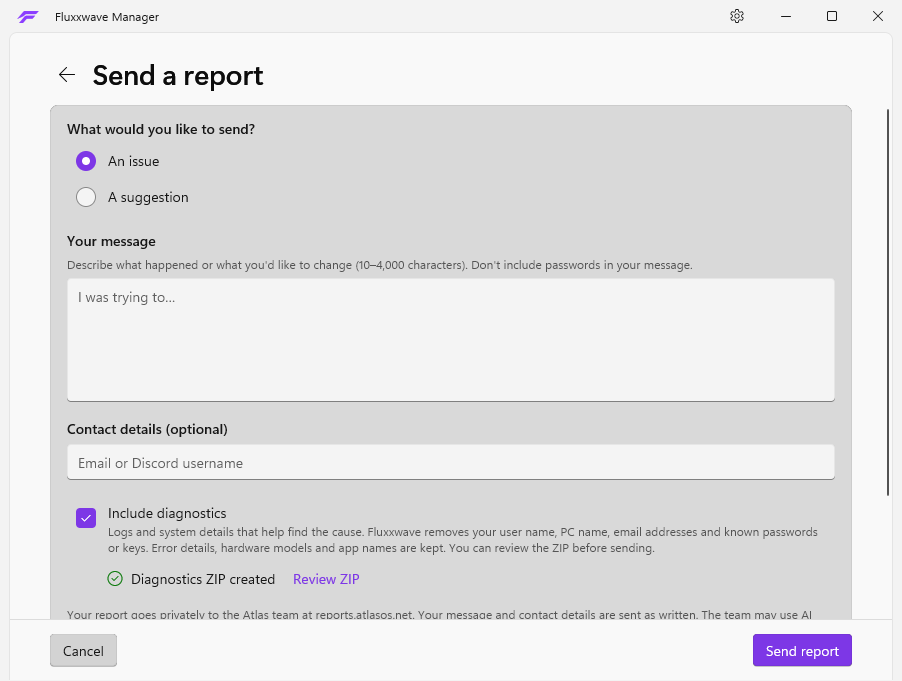 Fluxxwave Manager
Send a report
What would you like to send?
An issue
A suggestion
Your message
Describe what happened or what you'd like to change (10–4,000 characters). Don't include passwords in your message.
I was trying to...
Contact details (optional)
Email or Discord username
Include diagnostics
Logs and system details that help find the cause. Fluxxwave removes your user name, PC name, email addresses and known passwords
or keys. Error details, hardware models and app names are kept. You can review the ZIP before sending.
Diagnostics ZIP created Review ZIP
Your report goes privately to the Atlas team at reports.atlasos.net. Your message and contact details are sent as written. The team may use AI
Cancel Send report